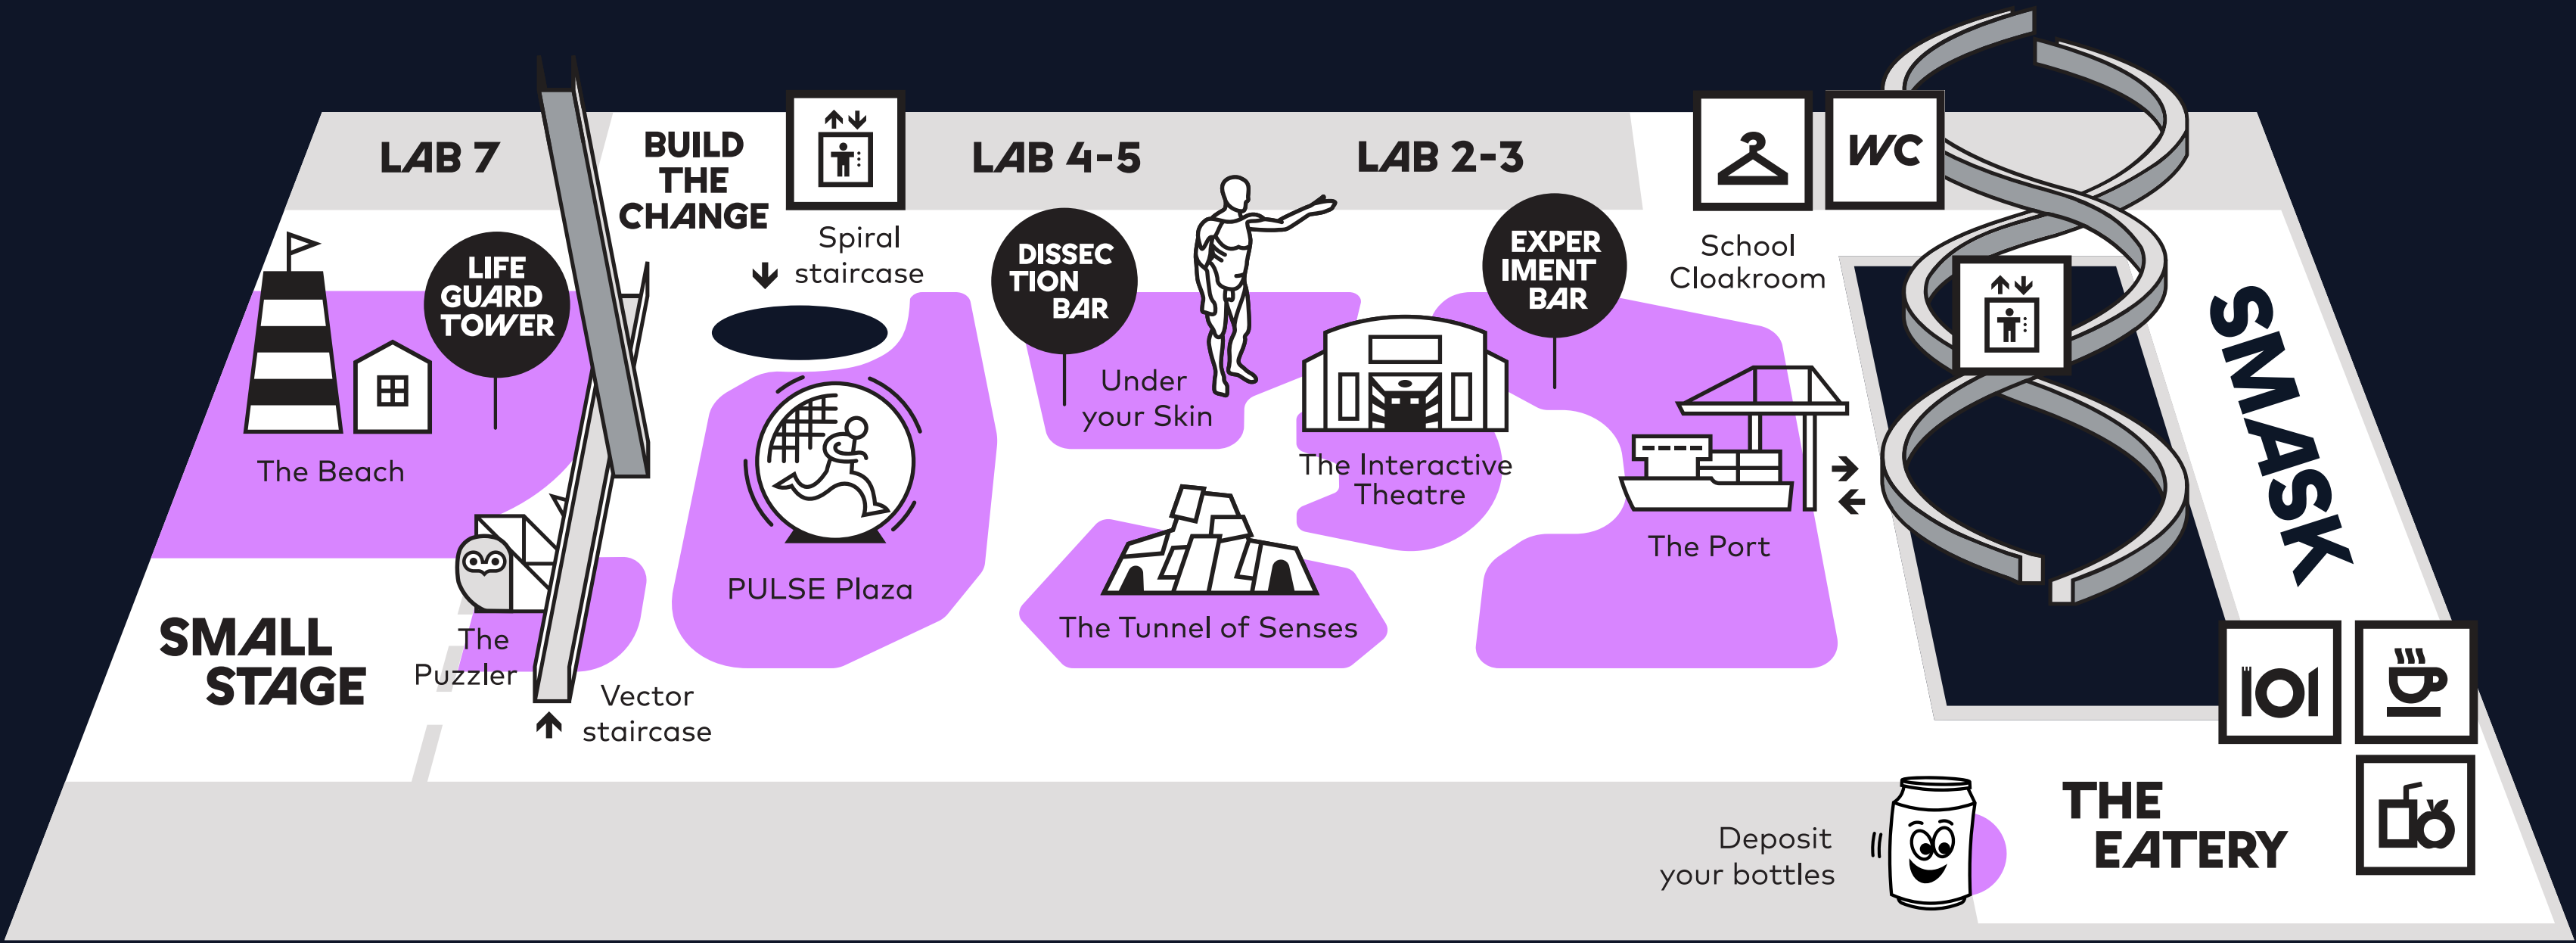 LAB 7
BUILD
THE
CHANGE
LAB 4-5
LAB 2-3
WC
Spiral
staircase
School
Cloakroom
LIFE
GUARD
TOWER
DISSEC
TION
BAR
EXPER
IMENT
BAR
SMASK
Under
your Skin
The Beach
The Interactive
Theatre
The Port
PULSE Plaza
The Tunnel of Senses
SMALL
STAGE
The
Puzzler
Vector
staircase
Deposit
your bottles
THE
EATERY